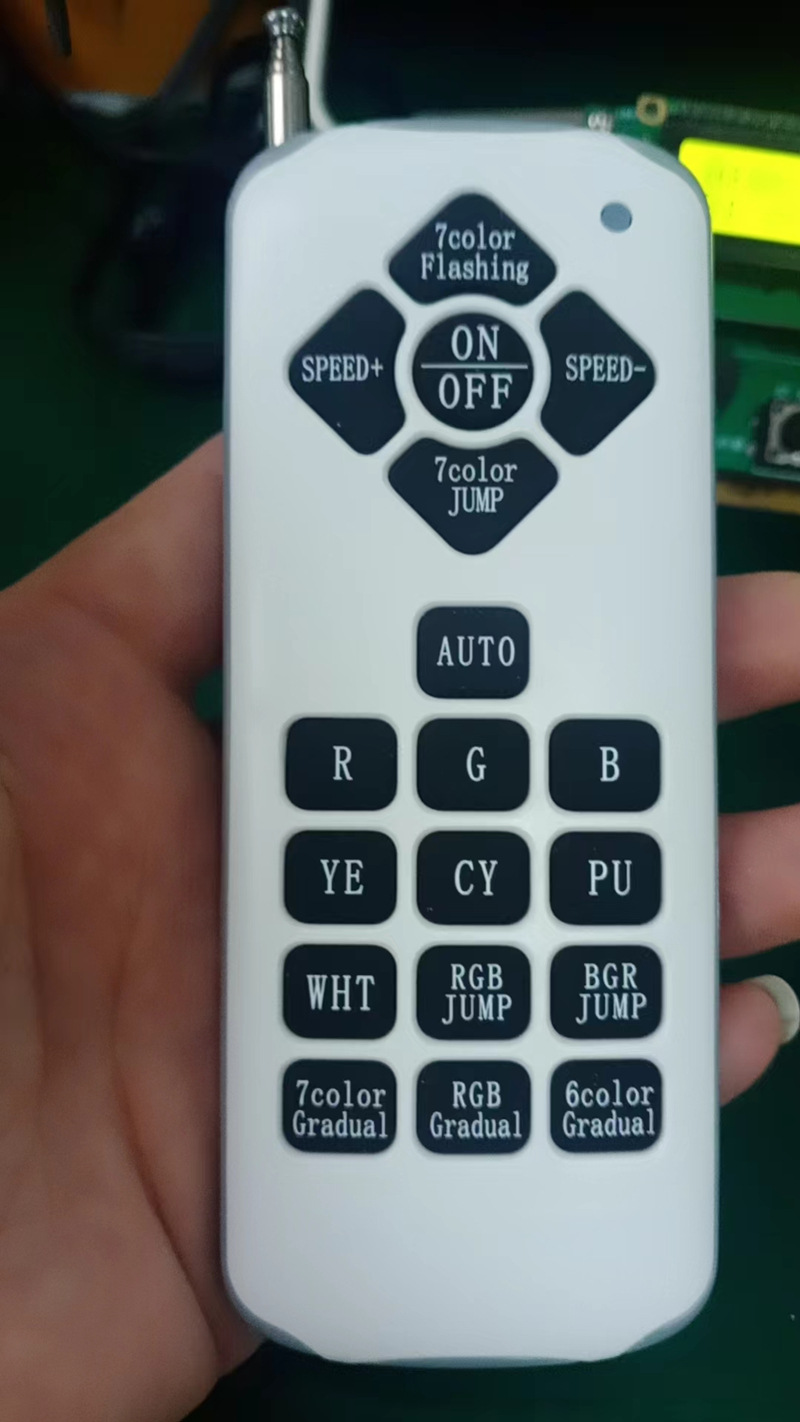 7color
Flashing
SPEED+
ON
OFF
SPEED-
7color
JUMP
AUTO
R
G
B
YE
CY
PU
WHT
RGB
JUMP
BGR
JUMP
7color
Gradual
RGB
Gradual
6color
Gradual